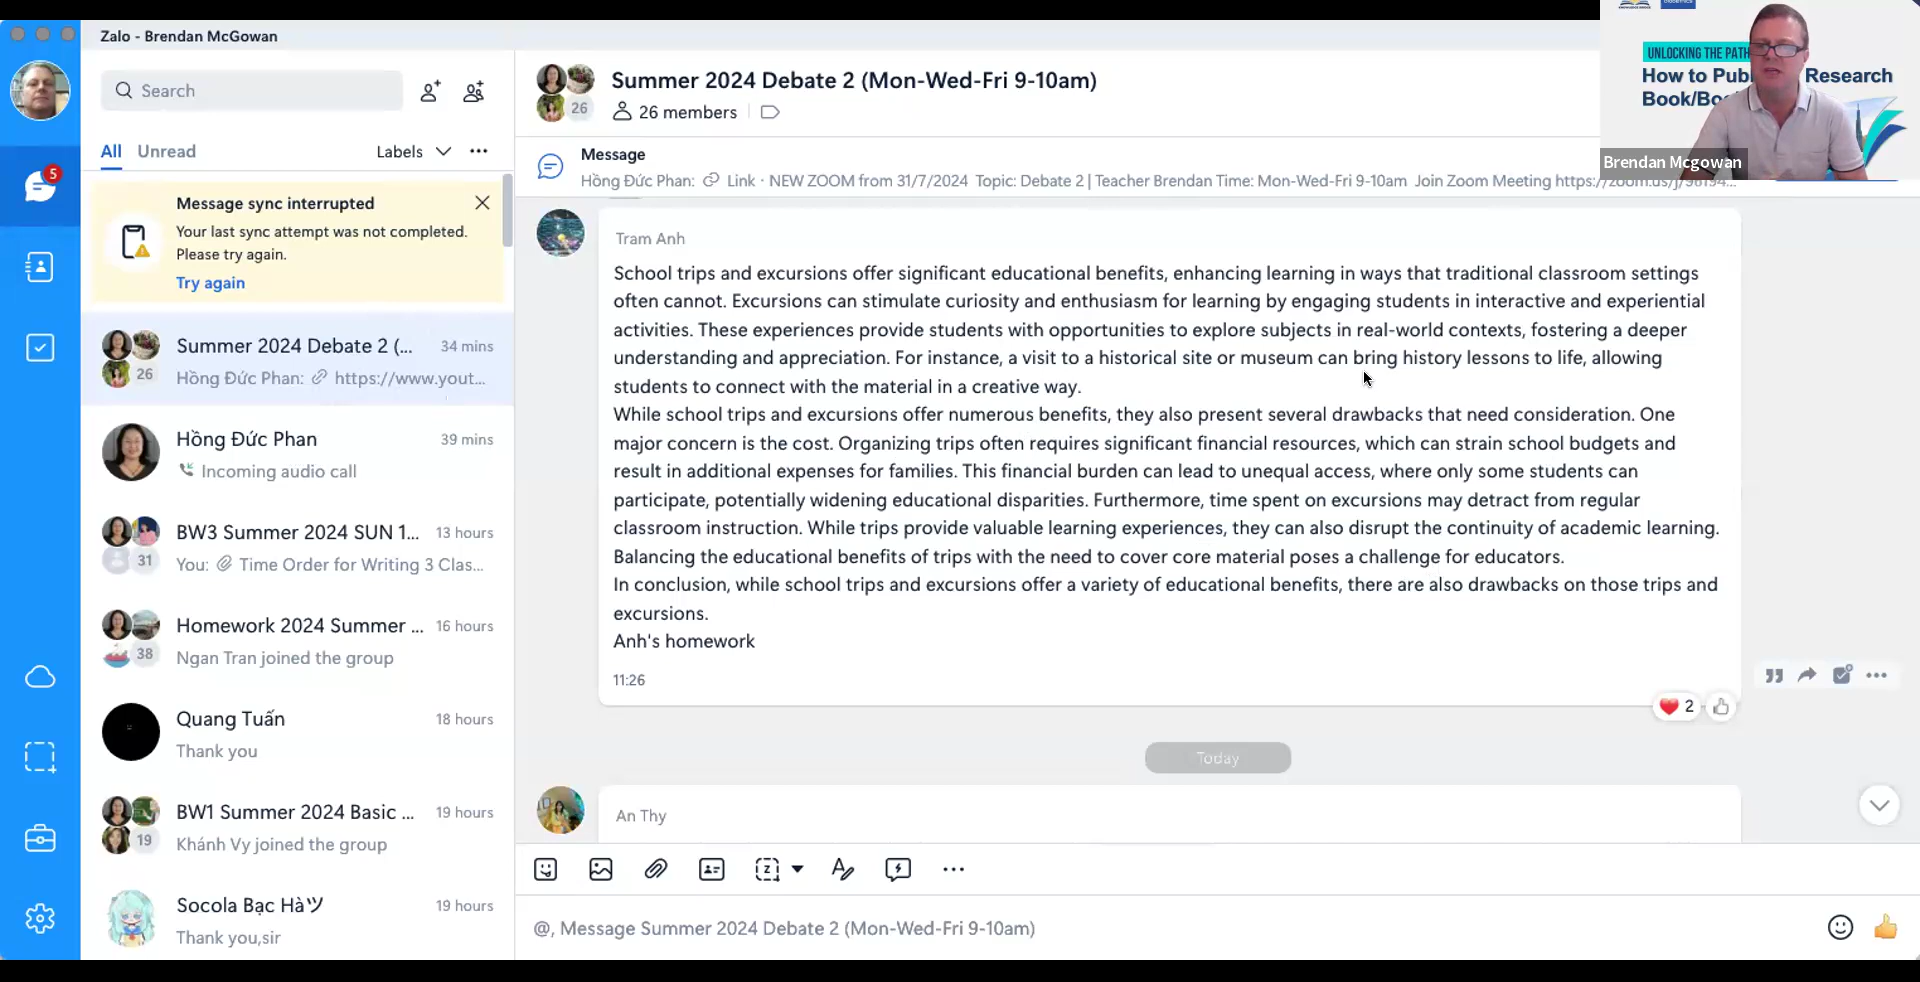 Zalo - Brendan McGowan
Search
All
Unread
Labels
Message sync interrupted
Your last sync attempt was not completed.
Please try again.
Try again
5
Summer 2024 Debate 2 (...
34 mins
26
Hồng Đức Phan: https://www.yout...
Hồng Đức Phan
39 mins
Incoming audio call
BW3 Summer 2024 SUN 1...
13 hours
31
You: Time Order for Writing 3 Clas...
Homework 2024 Summer ...
16 hours
38
Ngan Tran joined the group
Quang Tuấn
18 hours
Thank you
BW1 Summer 2024 Basic ...
19 hours
19
Khánh Vy joined the group
Socola Bạc Hàツ
19 hours
Thank you,sir
26
Summer 2024 Debate 2 (Mon-Wed-Fri 9-10am)
26 members
Message
Hồng Đức Phan: Link · NEW ZOOM from 31/7/2024 Topic: Debate 2 | Teacher Brendan Time: Mon-Wed-Fri 9-10am Join Zoom Meeting
UNLOCKING THE PATH
How to Pub Research
Brendan Mcgowan
Tram Anh
School trips and excursions offer significant educational benefits, enhancing learning in ways that traditional classroom settings
often cannot. Excursions can stimulate curiosity and enthusiasm for learning by engaging students in interactive and experiential
activities. These experiences provide students with opportunities to explore subjects in real-world contexts, fostering a deeper
understanding and appreciation. For instance, a visit to a historical site or museum can bring history lessons to life, allowing
students to connect with the material in a creative way.
While school trips and excursions offer numerous benefits, they also present several drawbacks that need consideration. One
major concern is the cost. Organizing trips often requires significant financial resources, which can strain school budgets and
result in additional expenses for families. This financial burden can lead to unequal access, where only some students can
participate, potentially widening educational disparities. Furthermore, time spent on excursions may detract from regular
classroom instruction. While trips provide valuable learning experiences, they can also disrupt the continuity of academic learning.
Balancing the educational benefits of trips with the need to cover core material poses a challenge for educators.
In conclusion, while school trips and excursions offer a variety of educational benefits, there are also drawbacks on those trips and
excursions.
Anh's homework
11:26
2
Today
An Thy
@, Message Summer 2024 Debate 2 (Mon-Wed-Fri 9-10am)